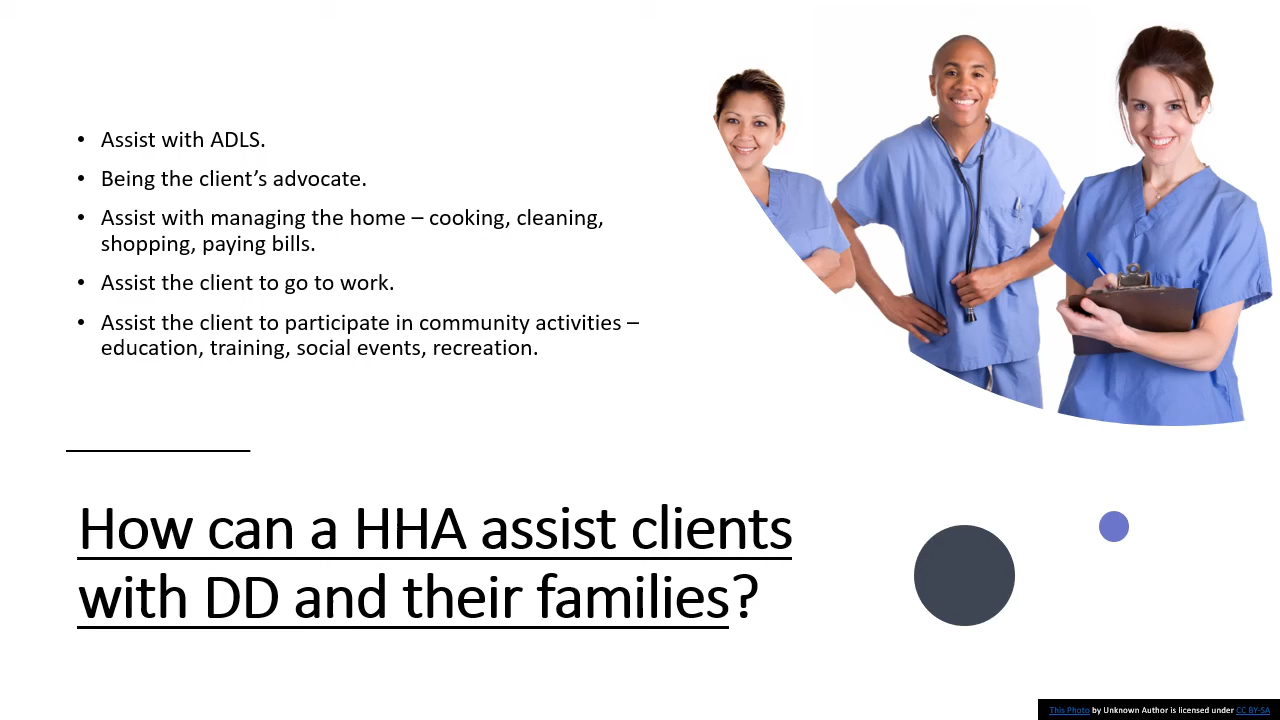 • Assist with ADLS.
• Being the client’s advocate.
• Assist with managing the home – cooking, cleaning,
shopping, paying bills.
• Assist the client to go to work.
• Assist the client to participate in community activities –
education, training, social events, recreation.
How can a HHA assist clients
with DD and their families?
This Photo by Unknown Author is licensed under CC BY-SA